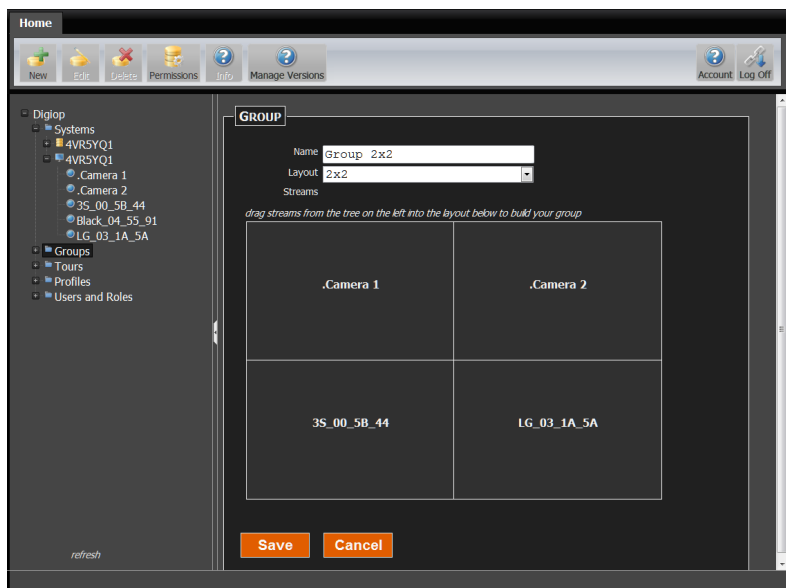 Home
New Edit Delete Permissions Info Manage Versions Account Log Off
Digiop
Systems
4VR5YQ1
4VR5YQ1
.Camera 1
.Camera 2
3S_00_5B_44
Black_04_55_91
LG_03_1A_5A
Groups
Tours
Profiles
Users and Roles
refresh
GROUP
Name Group 2x2
Layout 2x2
Streams
drag streams from the tree on the left into the layout below to build your group
.Camera 1 .Camera 2
3S_00_5B_44 LG_03_1A_5A
Save Cancel